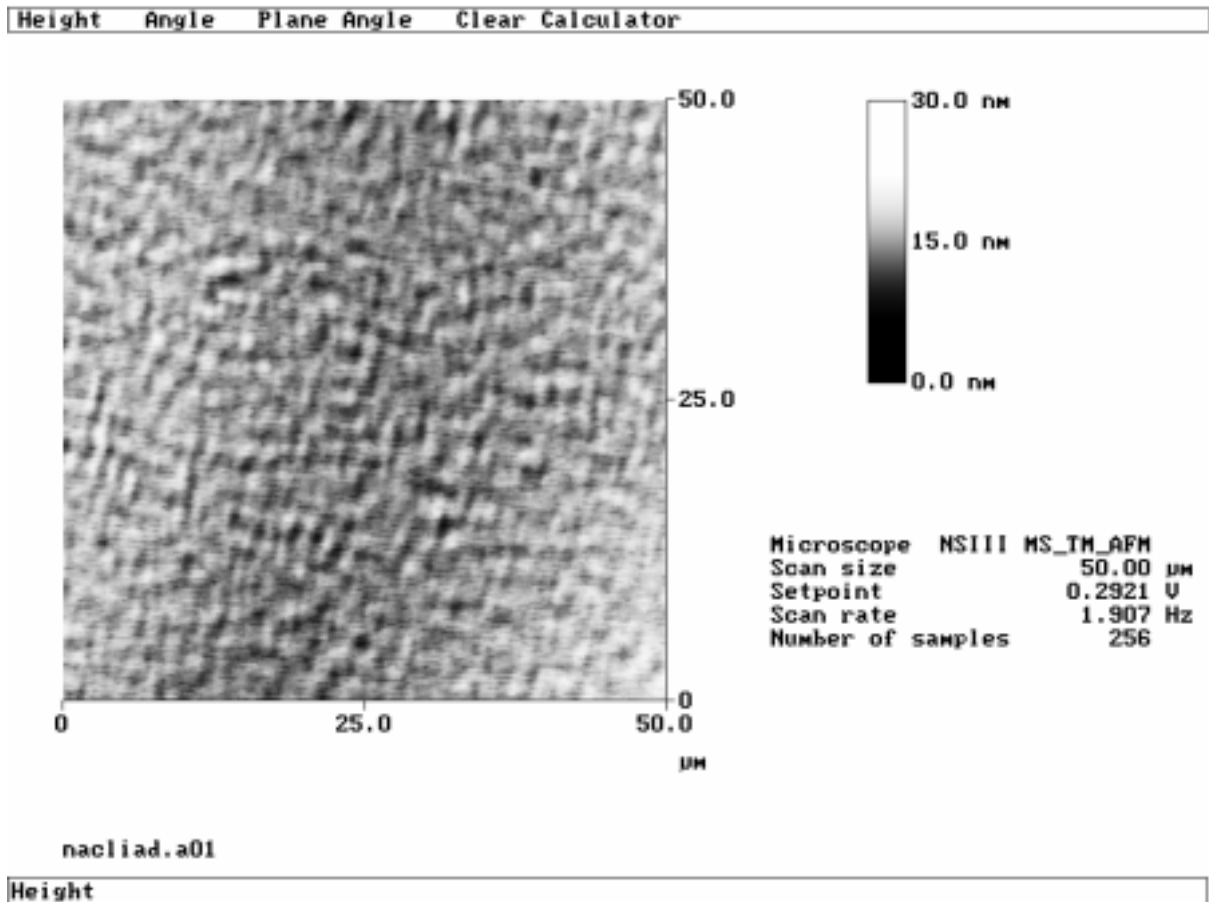 Height Angle Plane Angle Clear Calculator
50.0
25.0
0
0 25.0 50.0
µM
30.0 nM
15.0 nM
0.0 nM
Microscope NSIII MS_TM_AFM
Scan size 50.00 µM
Setpoint 0.2921 V
Scan rate 1.907 Hz
Number of samples 256
nacliad.a01
Height